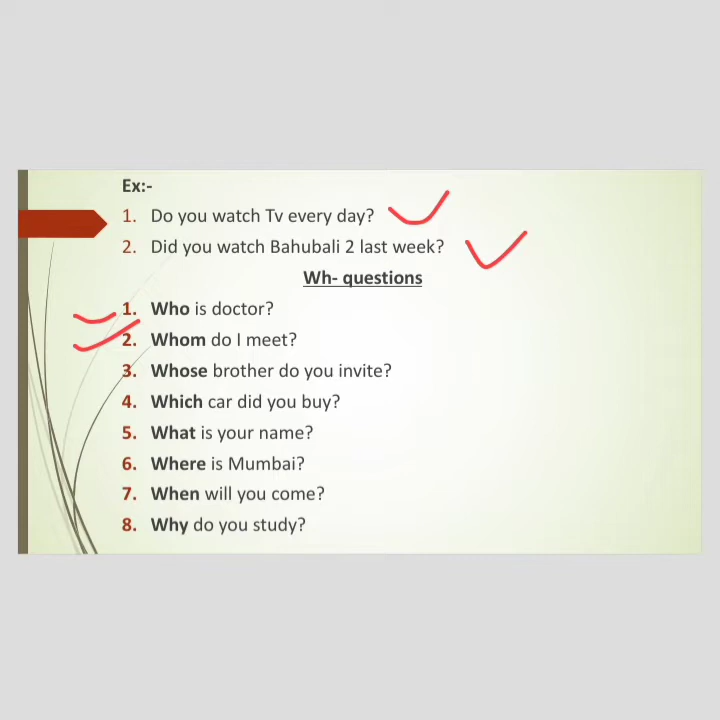 Ex:-
1. Do you watch Tv every day?
2. Did you watch Bahubali 2 last week?
Wh- questions
1. Who is doctor?
2. Whom do I meet?
3. Whose brother do you invite?
4. Which car did you buy?
5. What is your name?
6. Where is Mumbai?
7. When will you come?
8. Why do you study?